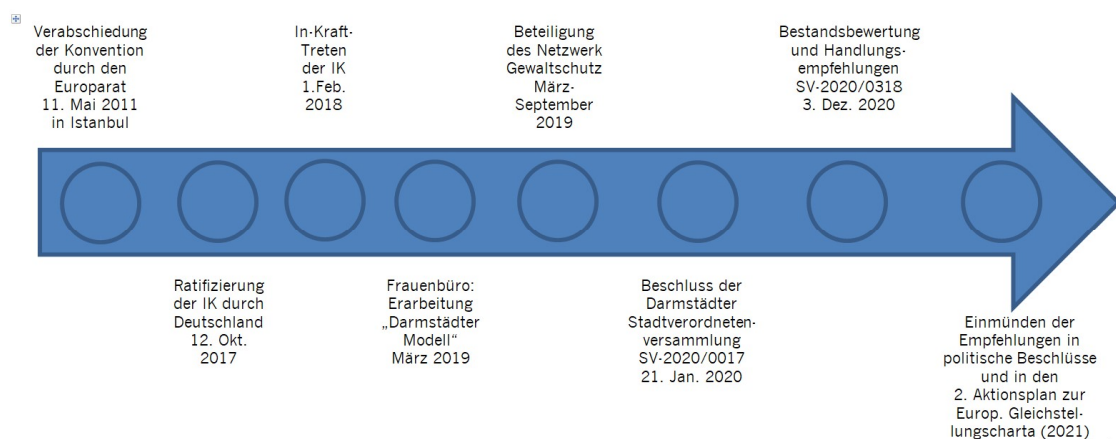 Verabschiedung
der Konvention
durch den
Europarat
11. Mai 2011
in Istanbul
Ratifizierung
der IK durch
Deutschland
12. Okt.
2017
In-Kraft-
Treten
der IK
1.Feb.
2018
Frauenbüro:
Erarbeitung
„Darmstädter
Modell“
März 2019
Beteiligung
des Netzwerk
Gewaltschutz
März-
September
2019
Beschluss der
Darmstädter
Stadtverordneten-
versammlung
SV-2020/0017
21. Jan. 2020
Bestandsbewertung
und Handlungs-
empfehlungen
SV-2020/0318
3. Dez. 2020
Einmünden der
Empfehlungen in
politische Beschlüsse
und in den
2. Aktionsplan zur
Europ. Gleichstel-
lungscharta (2021)